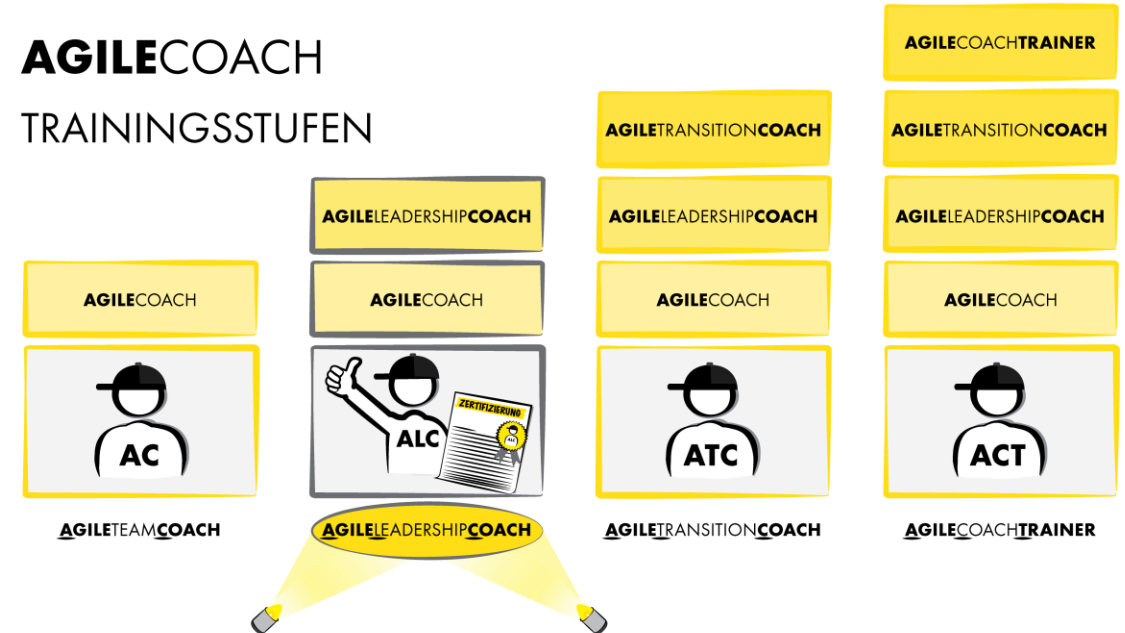 AGILECOACH
TRAININGSSTUFEN
AGILECOACH
AC
AGILETEAMCOACH
AGILELEADERSHIPCOACH
AGILECOACH
ZERTIFIZIERUNG
ALC
ALC
AGILELEADERSHIPCOACH
AGILETRANSITIONCOACH
AGILELEADERSHIPCOACH
AGILECOACH
ATC
AGILETRANSITIONCOACH
AGILECOACHTRAINER
AGILETRANSITIONCOACH
AGILELEADERSHIPCOACH
AGILECOACH
ACT
AGILECOACHTRAINER